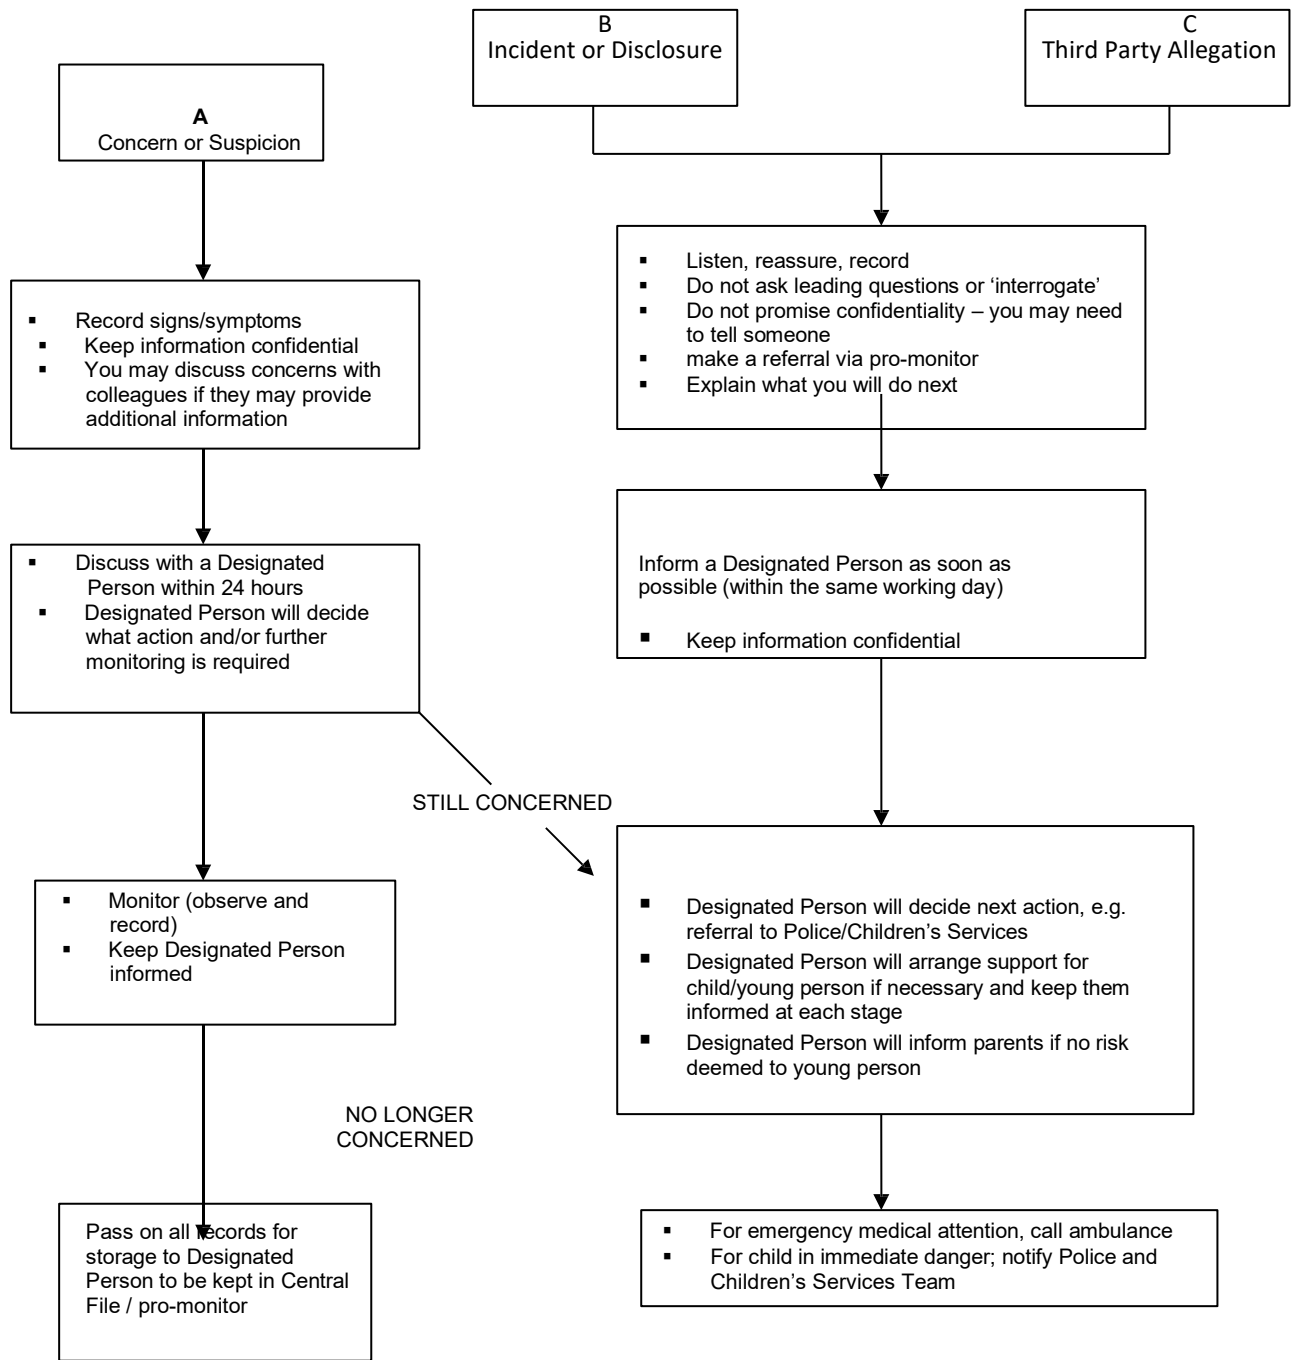 A
Concern or Suspicion
▪ Record signs/symptoms
▪ Keep information confidential
▪ You may discuss concerns with
colleagues if they may provide
additional information
▪ Discuss with a Designated
Person within 24 hours
▪ Designated Person will decide
what action and/or further
monitoring is required
STILL CONCERNED
▪ Monitor (observe and
record)
▪ Keep Designated Person
informed
NO LONGER
CONCERNED
Pass on all records for
storage to Designated
Person to be kept in Central
File / pro-monitor
B
Incident or Disclosure
C
Third Party Allegation
▪ Listen, reassure, record
▪ Do not ask leading questions or ‘interrogate’
▪ Do not promise confidentiality – you may need
to tell someone
▪ make a referral via pro-monitor
▪ Explain what you will do next
Inform a Designated Person as soon as
possible (within the same working day)
▪ Keep information confidential
▪ Designated Person will decide next action, e.g.
referral to Police/Children’s Services
▪ Designated Person will arrange support for
child/young person if necessary and keep them
informed at each stage
▪ Designated Person will inform parents if no risk
deemed to young person
▪ For emergency medical attention, call ambulance
▪ For child in immediate danger; notify Police and
Children’s Services Team